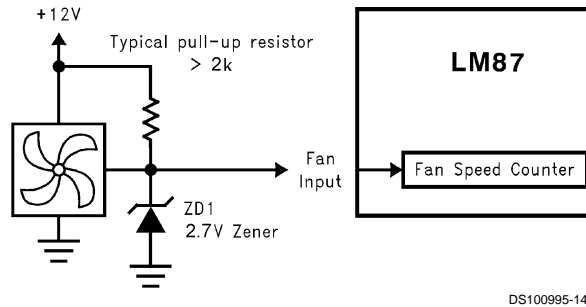 +12V
Typical pull-up resistor
> 2k
LM87
Fan
Input
Fan Speed Counter
ZD1
2.7V Zener
DS100995-14